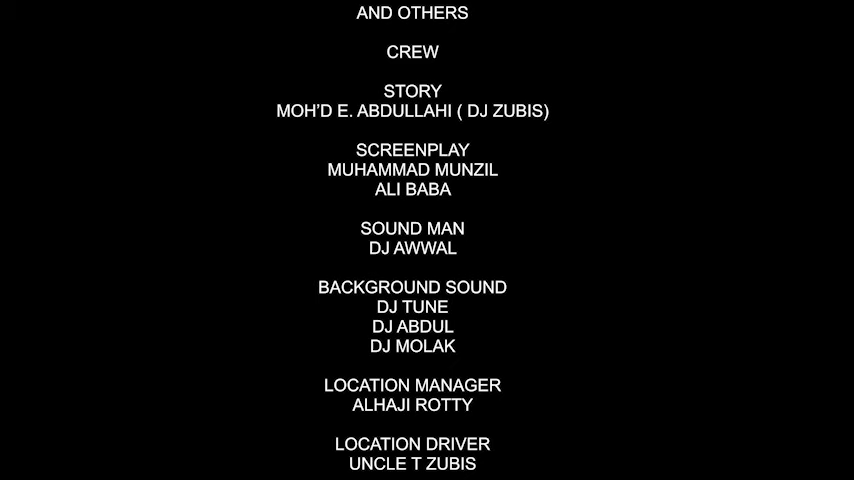 AND OTHERS
CREW
STORY
MOH'D E. ABDULLAHI ( DJ ZUBIS)
SCREENPLAY
MUHAMMAD MUNZIL
ALI BABA
SOUND MAN
DJ AWWAL
BACKGROUND SOUND
DJ TUNE
DJ ABDUL
DJ MOLAK
LOCATION MANAGER
ALHAJI ROTTY
LOCATION DRIVER
UNCLE T ZUBIS